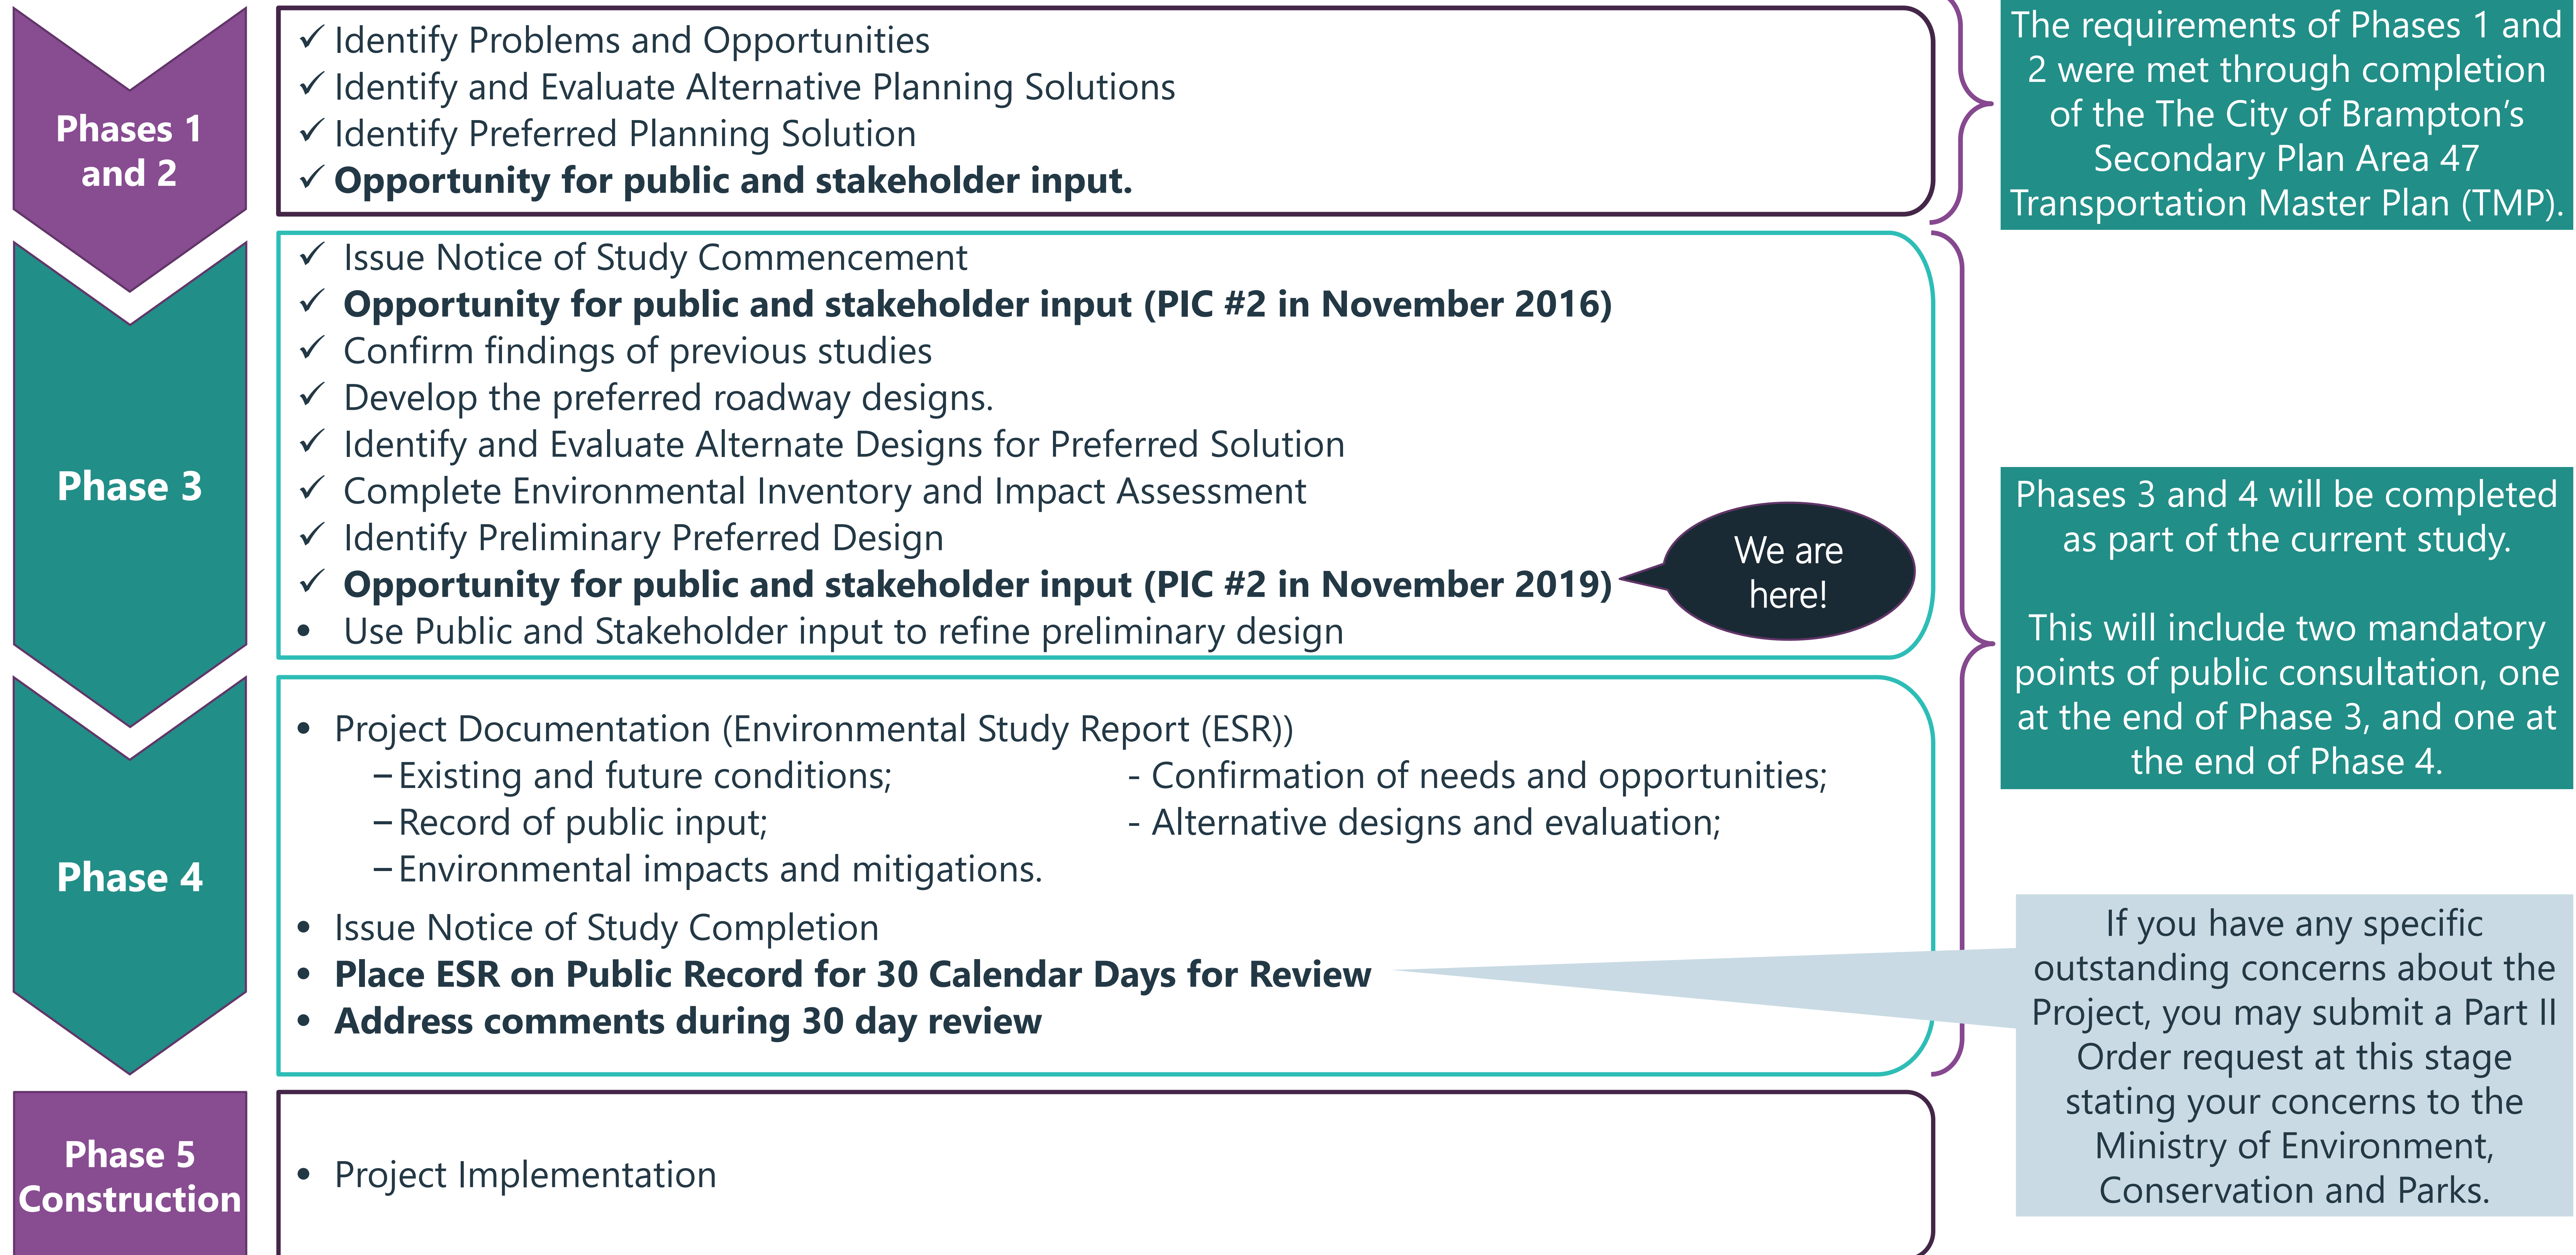 Phases 1
and 2
✓ Identify Problems and Opportunities
✓ Identify and Evaluate Alternative Planning Solutions
✓ Identify Preferred Planning Solution
✓ Opportunity for public and stakeholder input.
The requirements of Phases 1 and
2 were met through completion
of the The City of Brampton’s
Secondary Plan Area 47
Transportation Master Plan (TMP).
Phase 3
✓ Issue Notice of Study Commencement
✓ Opportunity for public and stakeholder input (PIC #2 in November 2016)
✓ Confirm findings of previous studies
✓ Develop the preferred roadway designs.
✓ Identify and Evaluate Alternate Designs for Preferred Solution
✓ Complete Environmental Inventory and Impact Assessment
✓ Identify Preliminary Preferred Design
✓ Opportunity for public and stakeholder input (PIC #2 in November 2019)
• Use Public and Stakeholder input to refine preliminary design
We are
here!
Phases 3 and 4 will be completed
as part of the current study.
This will include two mandatory
points of public consultation, one
at the end of Phase 3, and one at
the end of Phase 4.
Phase 4
• Project Documentation (Environmental Study Report (ESR))
– Existing and future conditions; - Confirmation of needs and opportunities;
– Record of public input; - Alternative designs and evaluation;
– Environmental impacts and mitigations.
• Issue Notice of Study Completion
• Place ESR on Public Record for 30 Calendar Days for Review
• Address comments during 30 day review
If you have any specific
outstanding concerns about the
Project, you may submit a Part II
Order request at this stage
stating your concerns to the
Ministry of Environment,
Conservation and Parks.
Phase 5
Construction
• Project Implementation